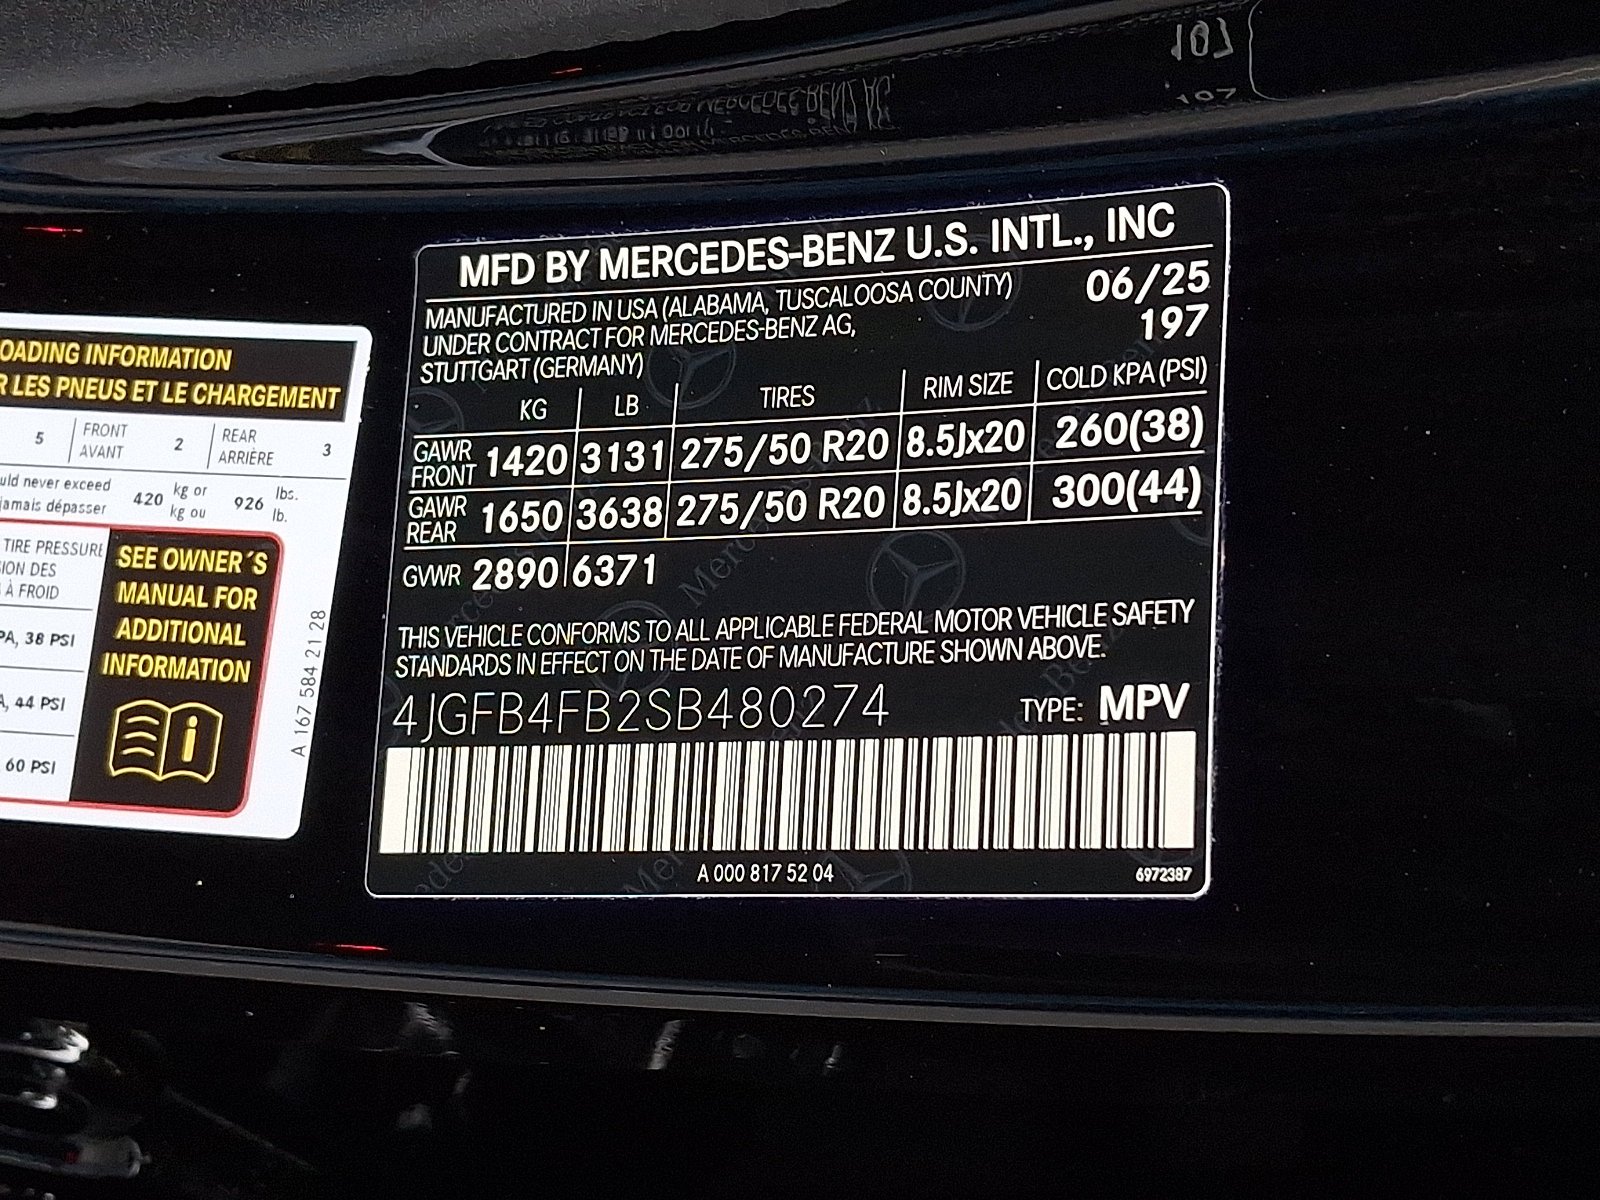 MFD BY MERCEDES-BENZ U.S. INTL., INC
MANUFACTURED IN USA (ALABAMA, TUSCALOOSA COUNTY) 06/25
UNDER CONTRACT FOR MERCEDES-BENZ AG, 197
STUTTGART (GERMANY)
KG LB TIRES RIM SIZE COLD KPA (PSI)
GAWR FRONT 1420 3131 275/50 R20 8.5Jx20 260(38)
GAWR REAR 1650 3638 275/50 R20 8.5Jx20 300(44)
GVWR 2890 6371
THIS VEHICLE CONFORMS TO ALL APPLICABLE FEDERAL MOTOR VEHICLE SAFETY
STANDARDS IN EFFECT ON THE DATE OF MANUFACTURE SHOWN ABOVE.
4JGFB4FB2SB480274 TYPE: MPV
A 000 817 52 04 6972387
OADING INFORMATION
R LES PNEUS ET LE CHARGEMENT
5 FRONT AVANT 2 REAR ARRIÈRE 3
uld never exceed 420 kg or 926 lbs.
jamais dépasser kg ou lb.
TIRE PRESSURE
ION DES
À FROID
PA, 38 PSI
A, 44 PSI
60 PSI
SEE OWNER´S
MANUAL FOR
ADDITIONAL
INFORMATION
A 167 584 21 28